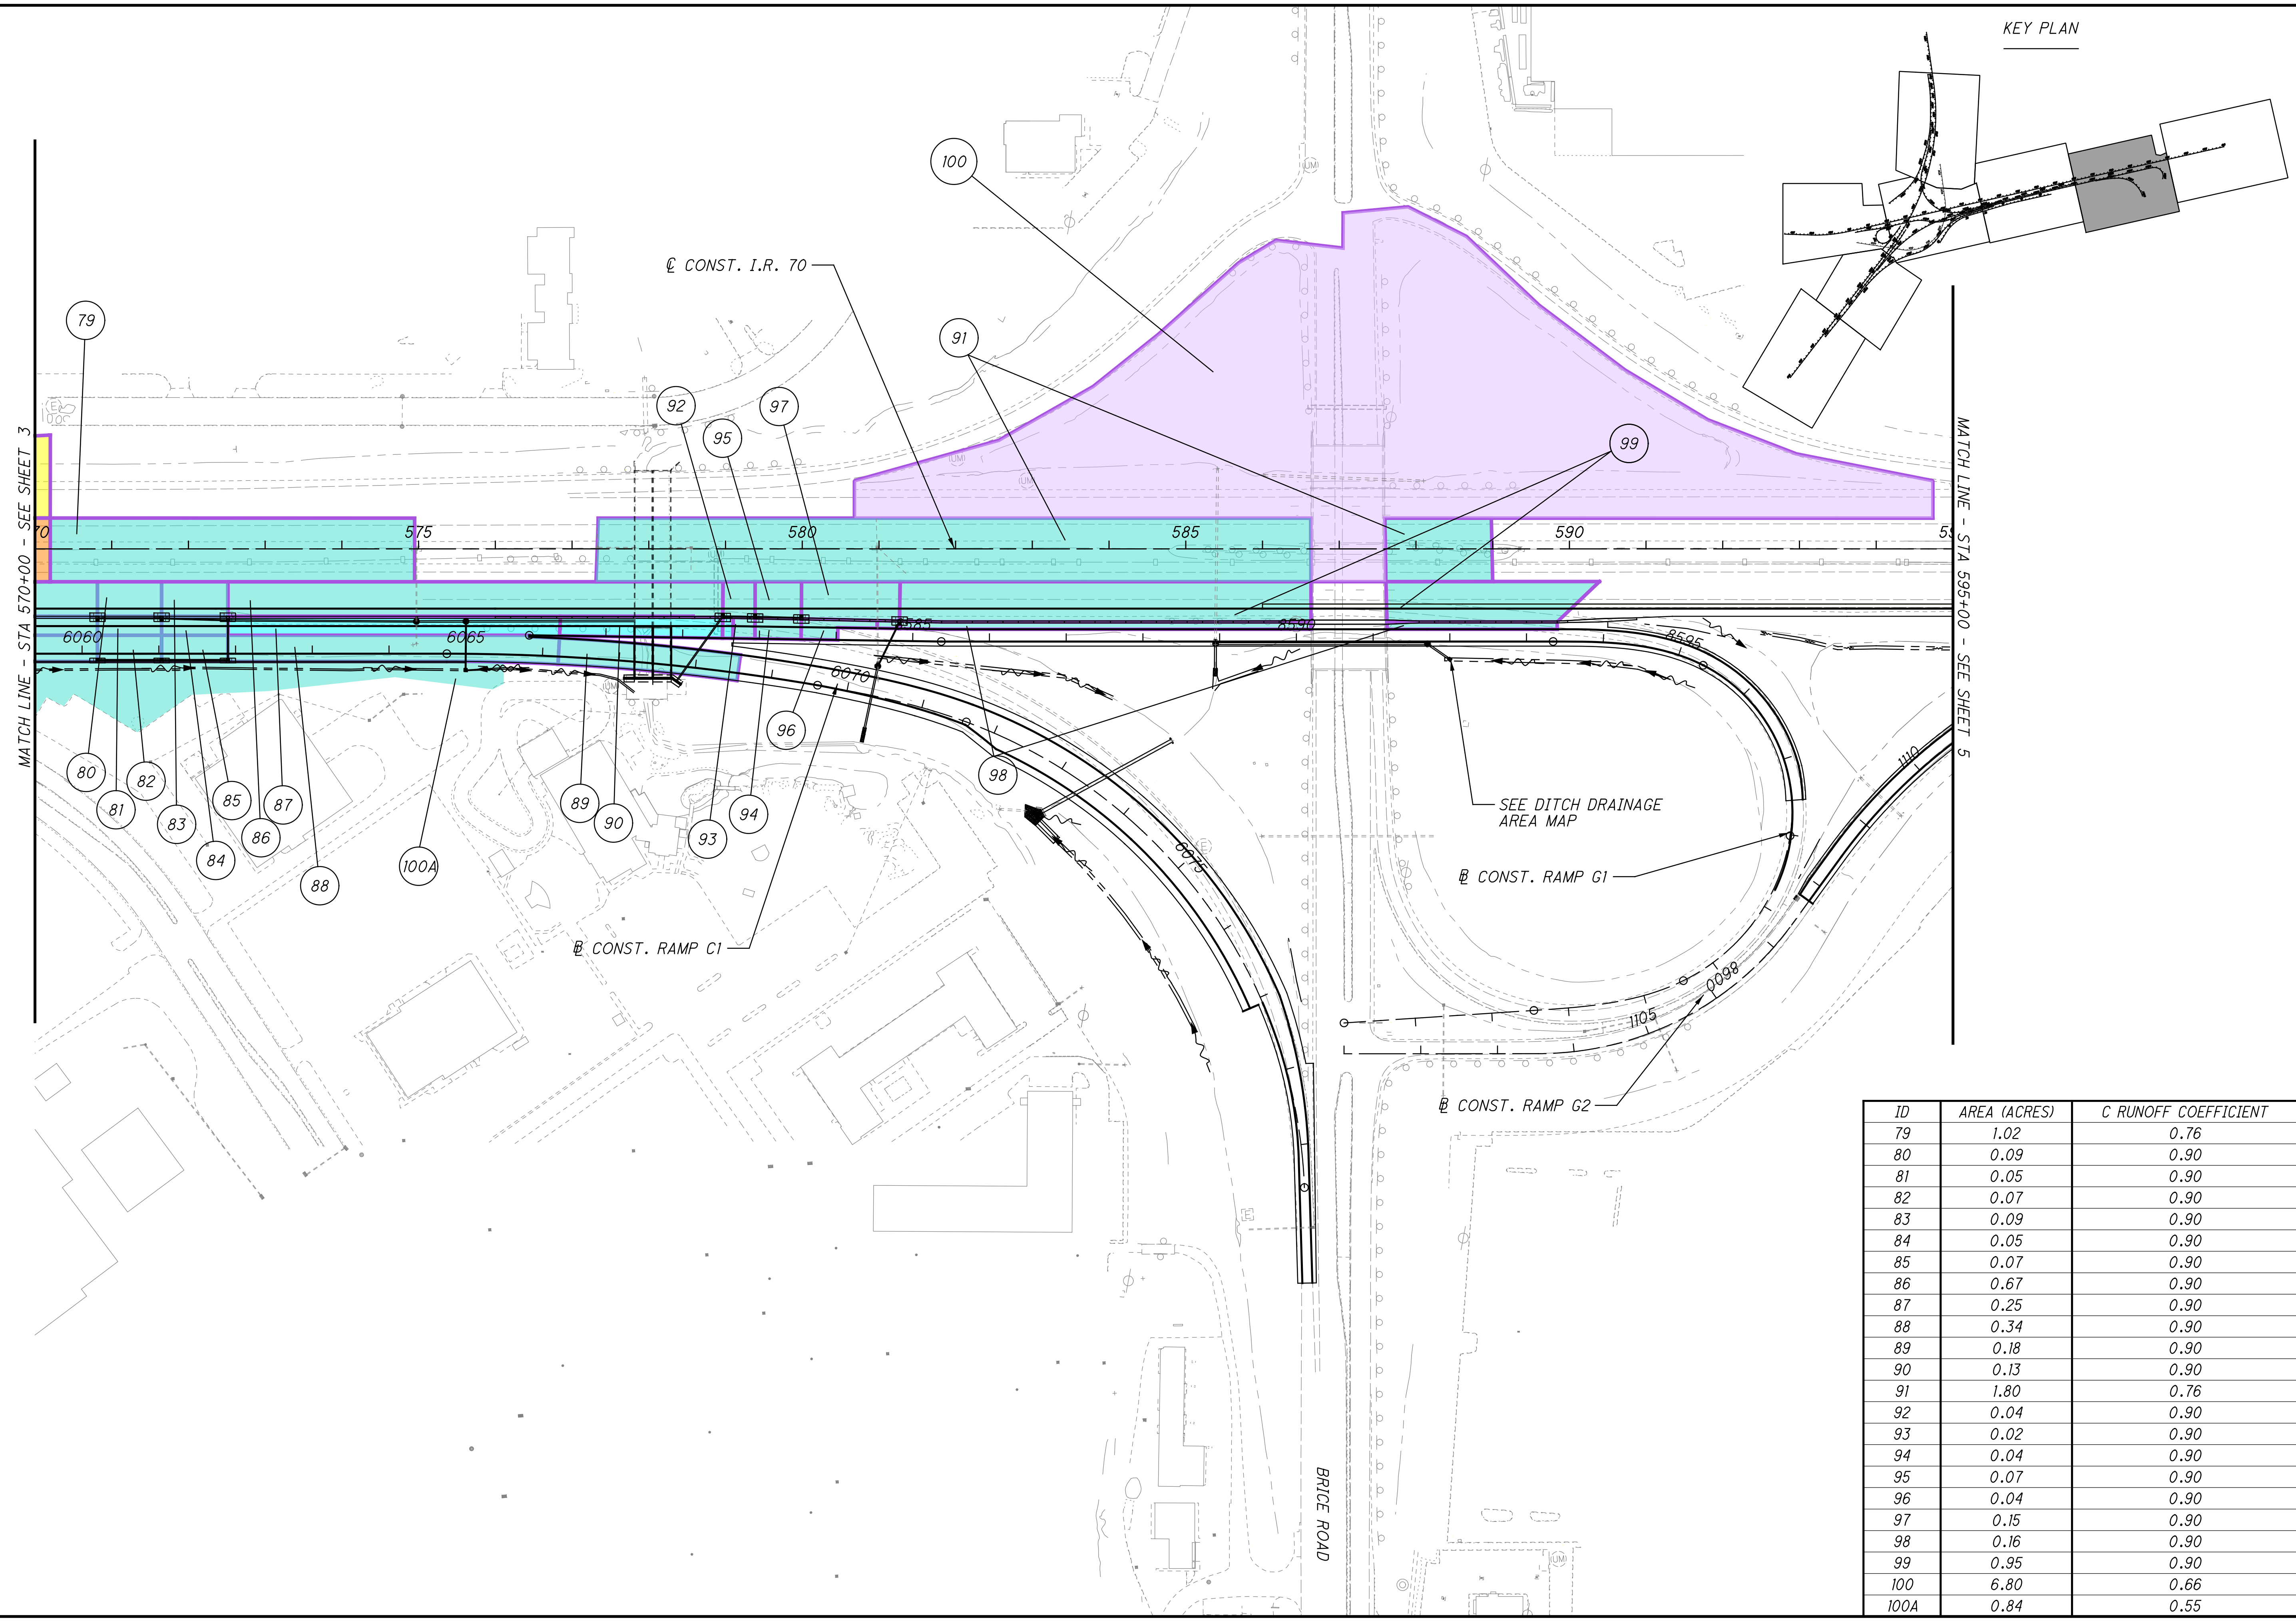 KEY PLAN
100
℄ CONST. I.R. 70
79
91
92
97
95
99
MATCH LINE - STA 570+00 - SEE SHEET 3
MATCH LINE - STA 595+00 - SEE SHEET 5
70
575
580
585
590
59
6060
6065
8585
8590
8595
6070
96
98
80
81
82
83
84
85
86
87
88
100A
89
90
93
94
6075
1110
SEE DITCH DRAINAGE
AREA MAP
℄ CONST. RAMP G1
℄ CONST. RAMP C1
8600
1105
℄ CONST. RAMP G2
BRICE ROAD
(UM)
(UM)
(UM)
(UM)
(UM)
E
E
E
ID AREA (ACRES) C RUNOFF COEFFICIENT
79 1.02 0.76
80 0.09 0.90
81 0.05 0.90
82 0.07 0.90
83 0.09 0.90
84 0.05 0.90
85 0.07 0.90
86 0.67 0.90
87 0.25 0.90
88 0.34 0.90
89 0.18 0.90
90 0.13 0.90
91 1.80 0.76
92 0.04 0.90
93 0.02 0.90
94 0.04 0.90
95 0.07 0.90
96 0.04 0.90
97 0.15 0.90
98 0.16 0.90
99 0.95 0.90
100 6.80 0.66
100A 0.84 0.55